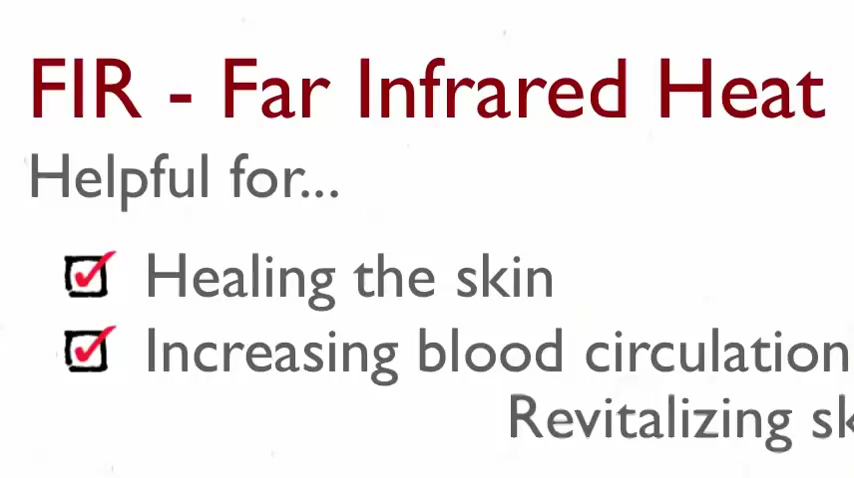 FIR - Far Infrared Heat
Helpful for...
Healing the skin
Increasing blood circulation
Revitalizing